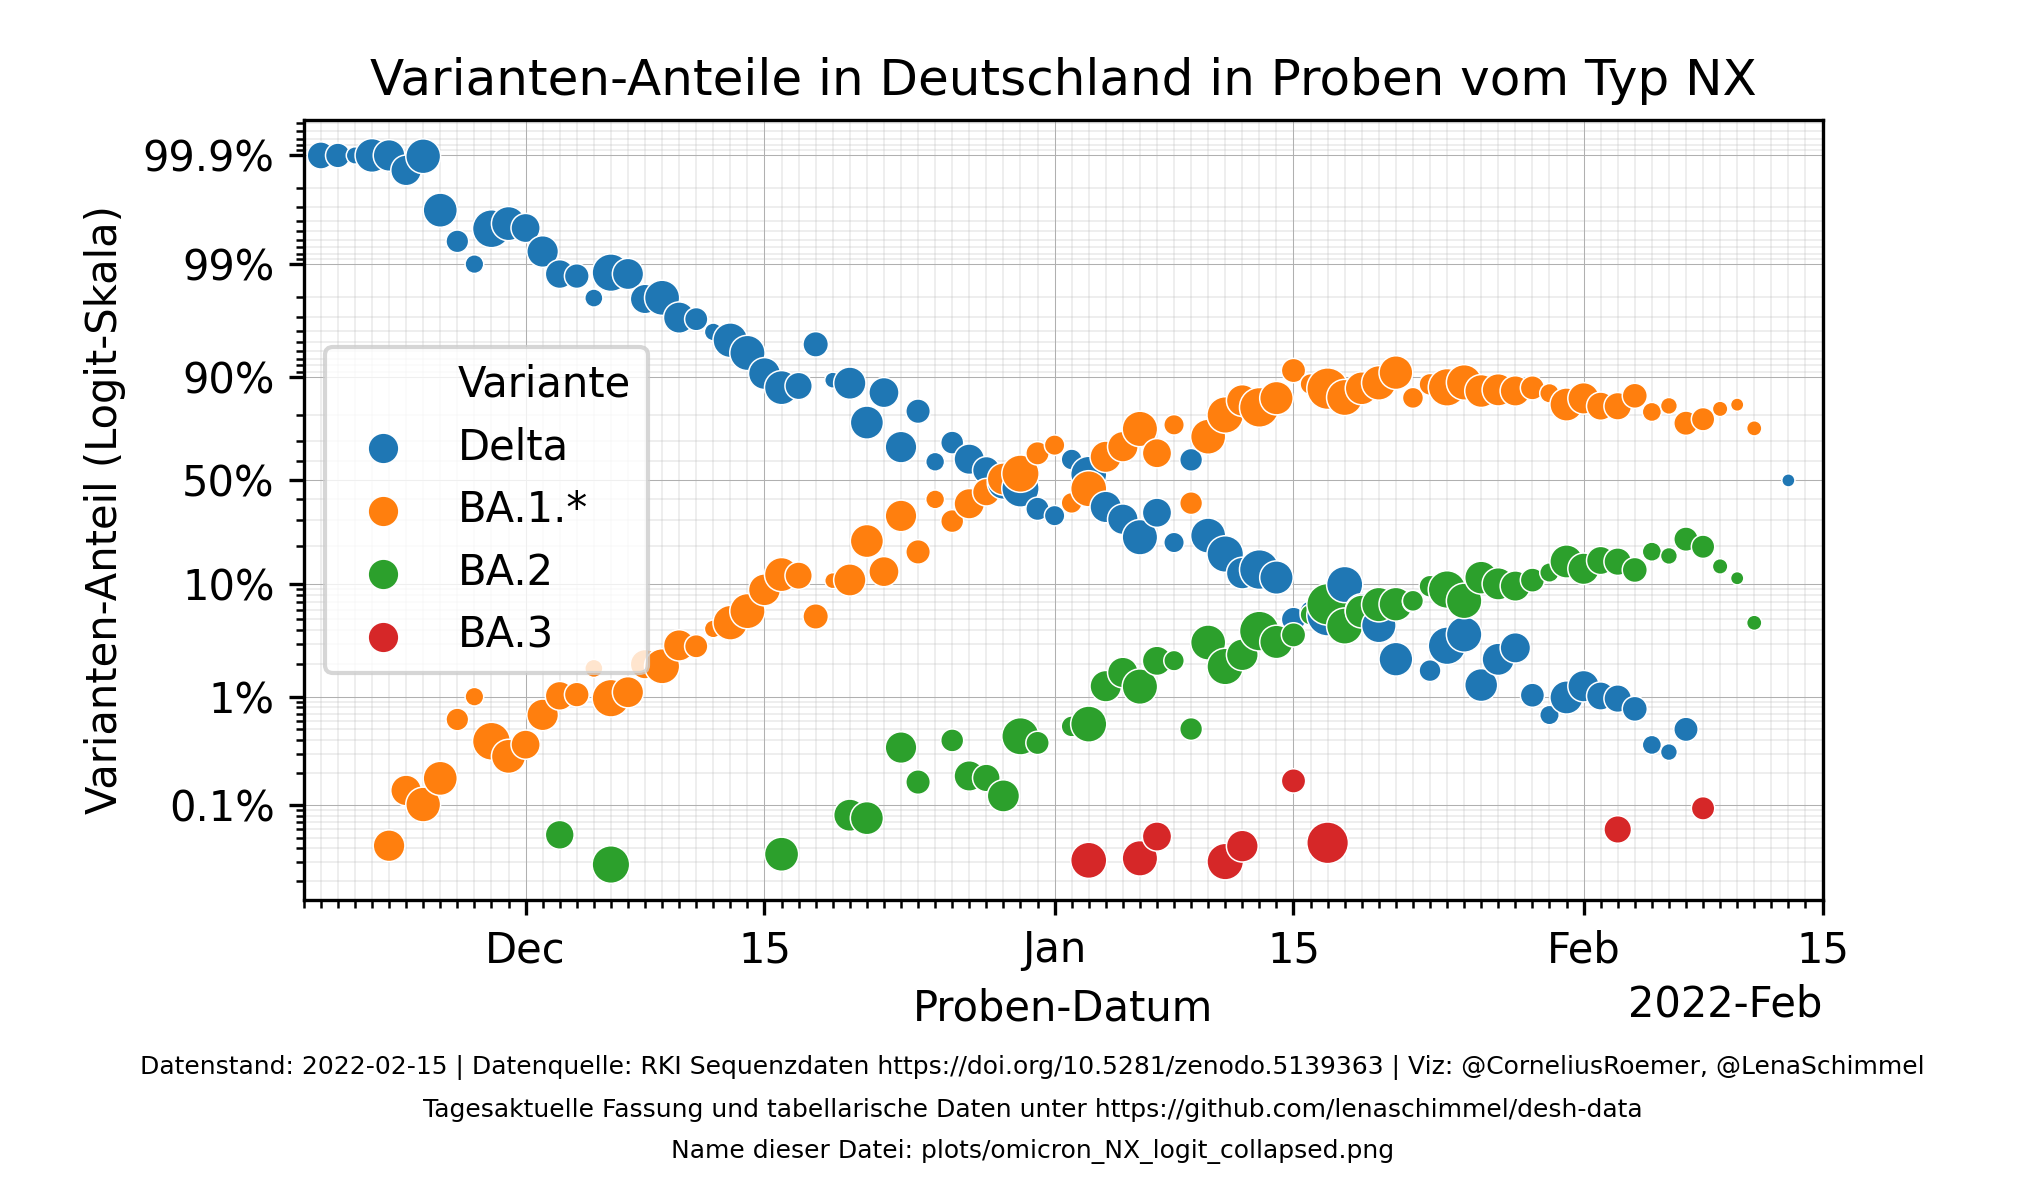 Varianten-Anteile in Deutschland in Proben vom Typ NX
Varianten-Anteil (Logit-Skala)
99.9%
99%
90%
50%
10%
1%
0.1%
Variante
Delta
BA.1.*
BA.2
BA.3
Dec 15 Jan 15 Feb 15
Proben-Datum
2022-Feb
Datenstand: 2022-02-15 | Datenquelle: RKI Sequenzdaten https://doi.org/10.5281/zenodo.5139363 | Viz: @CorneliusRoemer, @LenaSchimmel
Tagesaktuelle Fassung und tabellarische Daten unter https://github.com/lenaschimmel/desh-data
Name dieser Datei: plots/omicron_NX_logit_collapsed.png